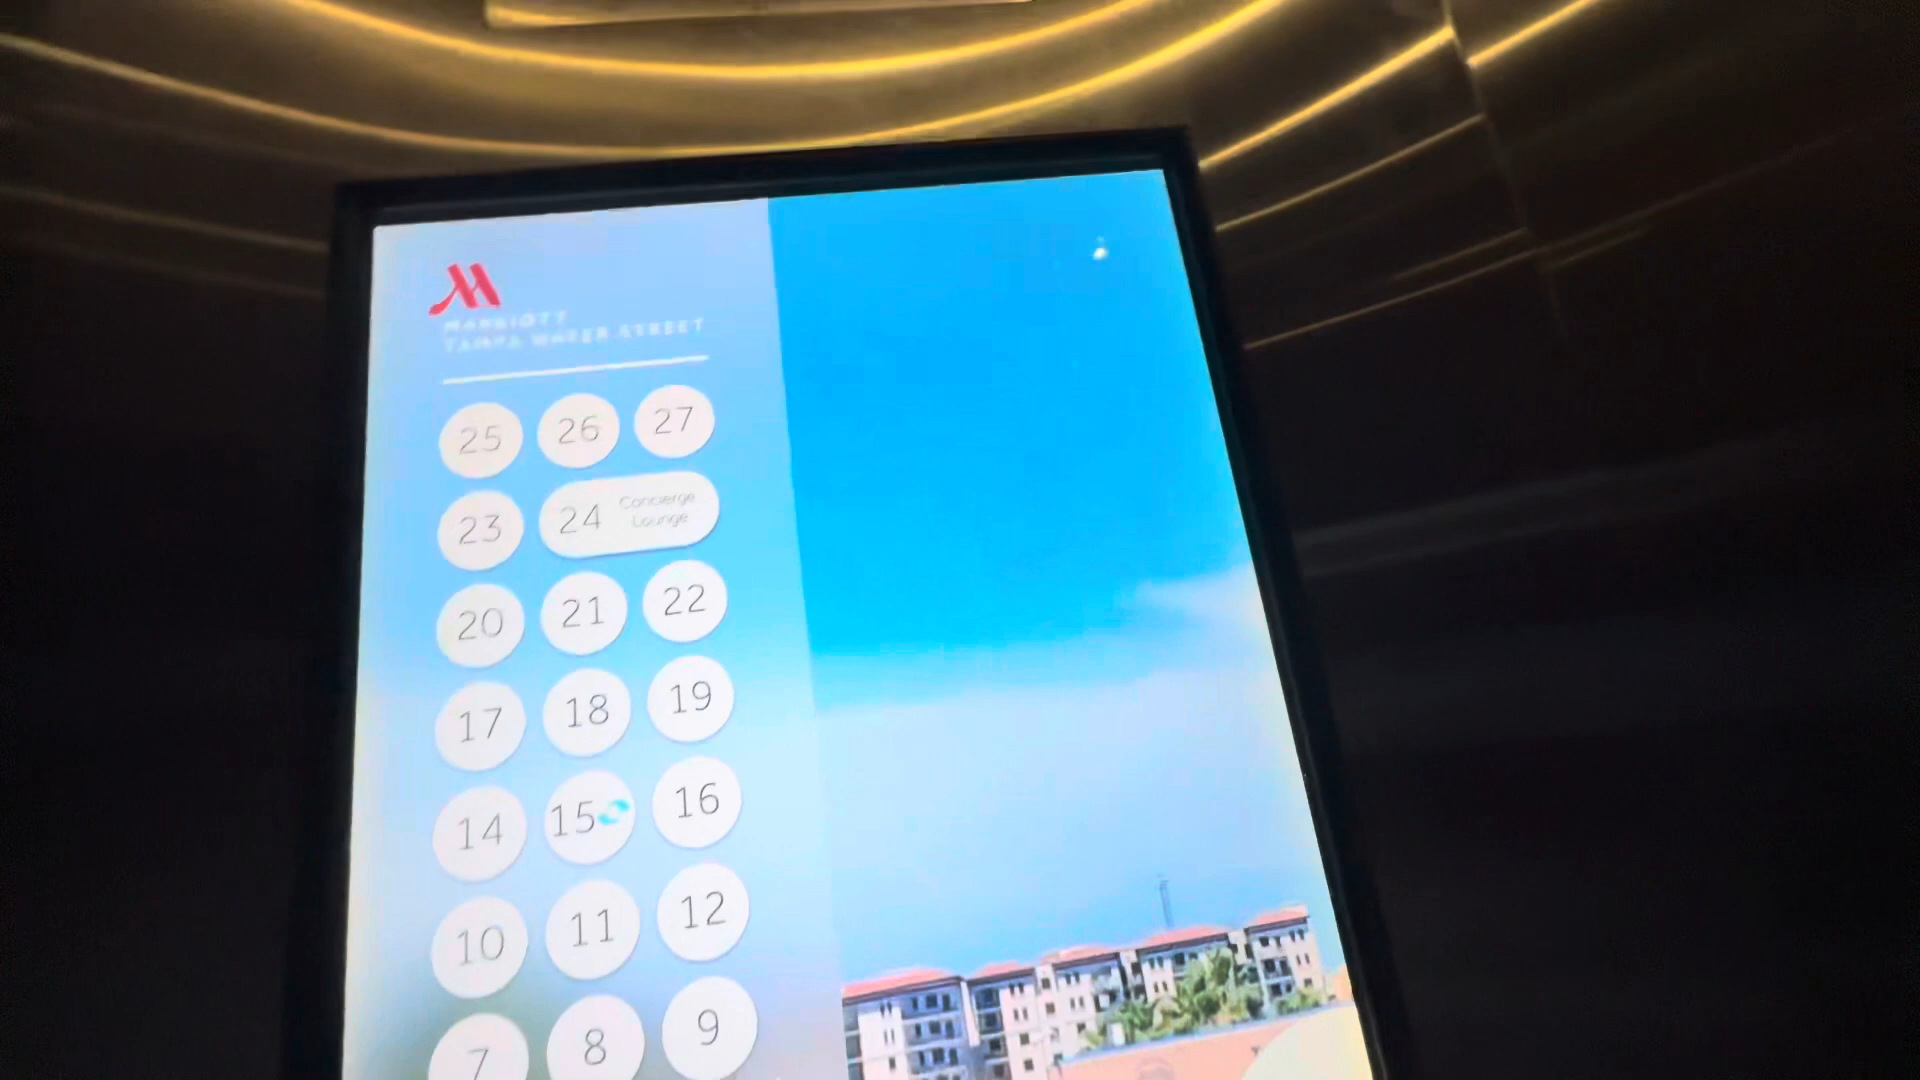 MARRIOTT
TAMPA WATER STREET
25 26 27
23 24 Concierge
Lounge
20 21 22
17 18 19
14 15 16
10 11 12
7 8 9